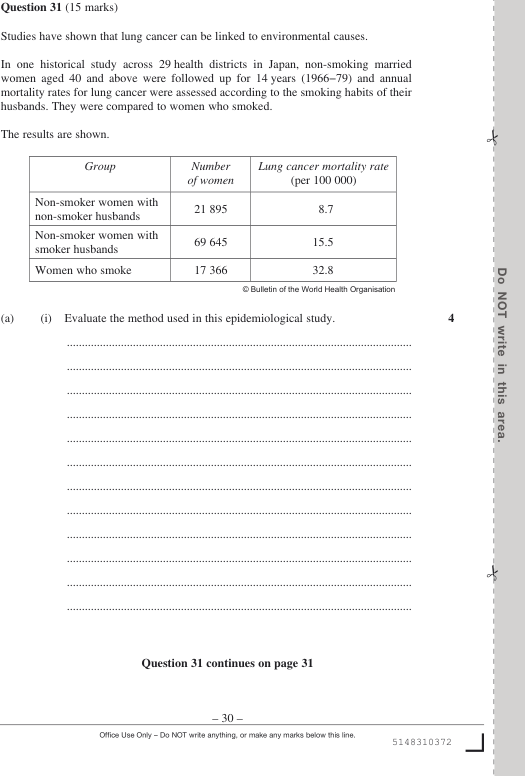 Question 31 (15 marks)
Studies have shown that lung cancer can be linked to environmental causes.
In one historical study across 29 health districts in Japan, non-smoking married
women aged 40 and above were followed up for 14 years (1966–79) and annual
mortality rates for lung cancer were assessed according to the smoking habits of their
husbands. They were compared to women who smoked.
The results are shown.
Group Number of women Lung cancer mortality rate (per 100 000)
Non-smoker women with non-smoker husbands 21 895 8.7
Non-smoker women with smoker husbands 69 645 15.5
Women who smoke 17 366 32.8
© Bulletin of the World Health Organisation
(a) (i) Evaluate the method used in this epidemiological study. 4
Do NOT write in this area.
Question 31 continues on page 31
– 30 –
Office Use Only – Do NOT write anything, or make any marks below this line.
5148310372